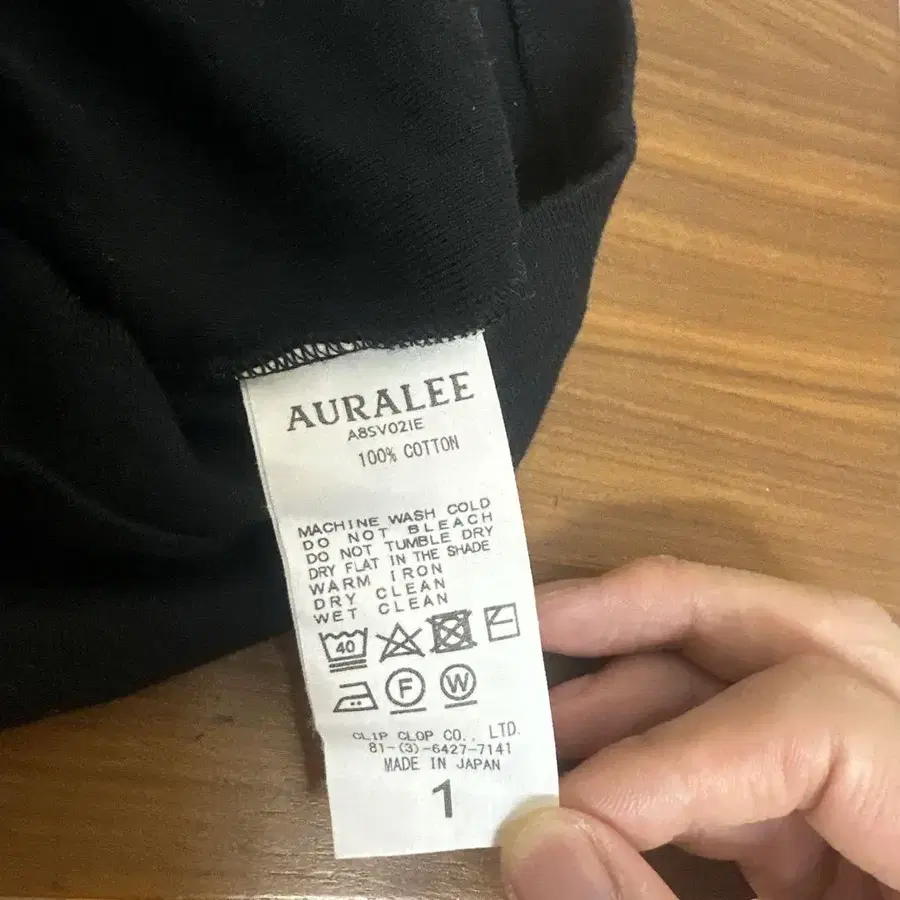 AURALEE
A8SV02IE
100% COTTON
MACHINE WASH COLD
DO NOT BLEACH
DO NOT TUMBLE DRY
DRY FLAT IN THE SHADE
WARM IRON
DRY CLEAN
WET CLEAN
40
F W
CLIP CLOP CO., LTD.
81-(3)-6427-7141
MADE IN JAPAN
1